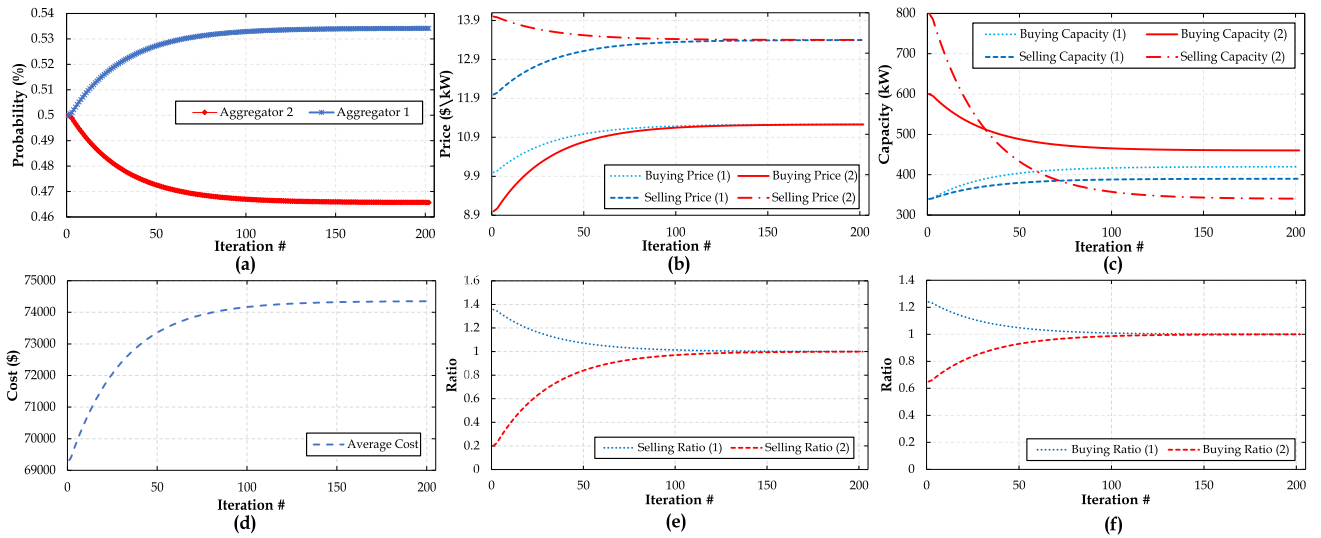 0.54
0.53
0.52
0.51
0.5
0.49
0.48
0.47
0.46
Probability (%)
Aggregator 2
Aggregator 1
0
50
100
150
200
Iteration #
(a)
13.9
12.9
11.9
10.9
9.9
8.9
Price ($\kW)
Buying Price (1)
Buying Price (2)
Selling Price (1)
Selling Price (2)
0
50
100
150
200
Iteration #
(b)
800
700
600
500
400
300
Capacity (kW)
Buying Capacity (1)
Buying Capacity (2)
Selling Capacity (1)
Selling Capacity (2)
0
50
100
150
200
Iteration #
(c)
75000
74000
73000
72000
71000
70000
69000
Cost ($)
Average Cost
0
50
100
150
200
Iteration #
(d)
1.6
1.4
1.2
1
0.8
0.6
0.4
0.2
0
Ratio
Selling Ratio (1)
Selling Ratio (2)
0
50
100
150
200
Iteration #
(e)
1.4
1.2
1
0.8
0.6
0.4
0.2
0
Ratio
Buying Ratio (1)
Buying Ratio (2)
0
50
100
150
200
Iteration #
(f)